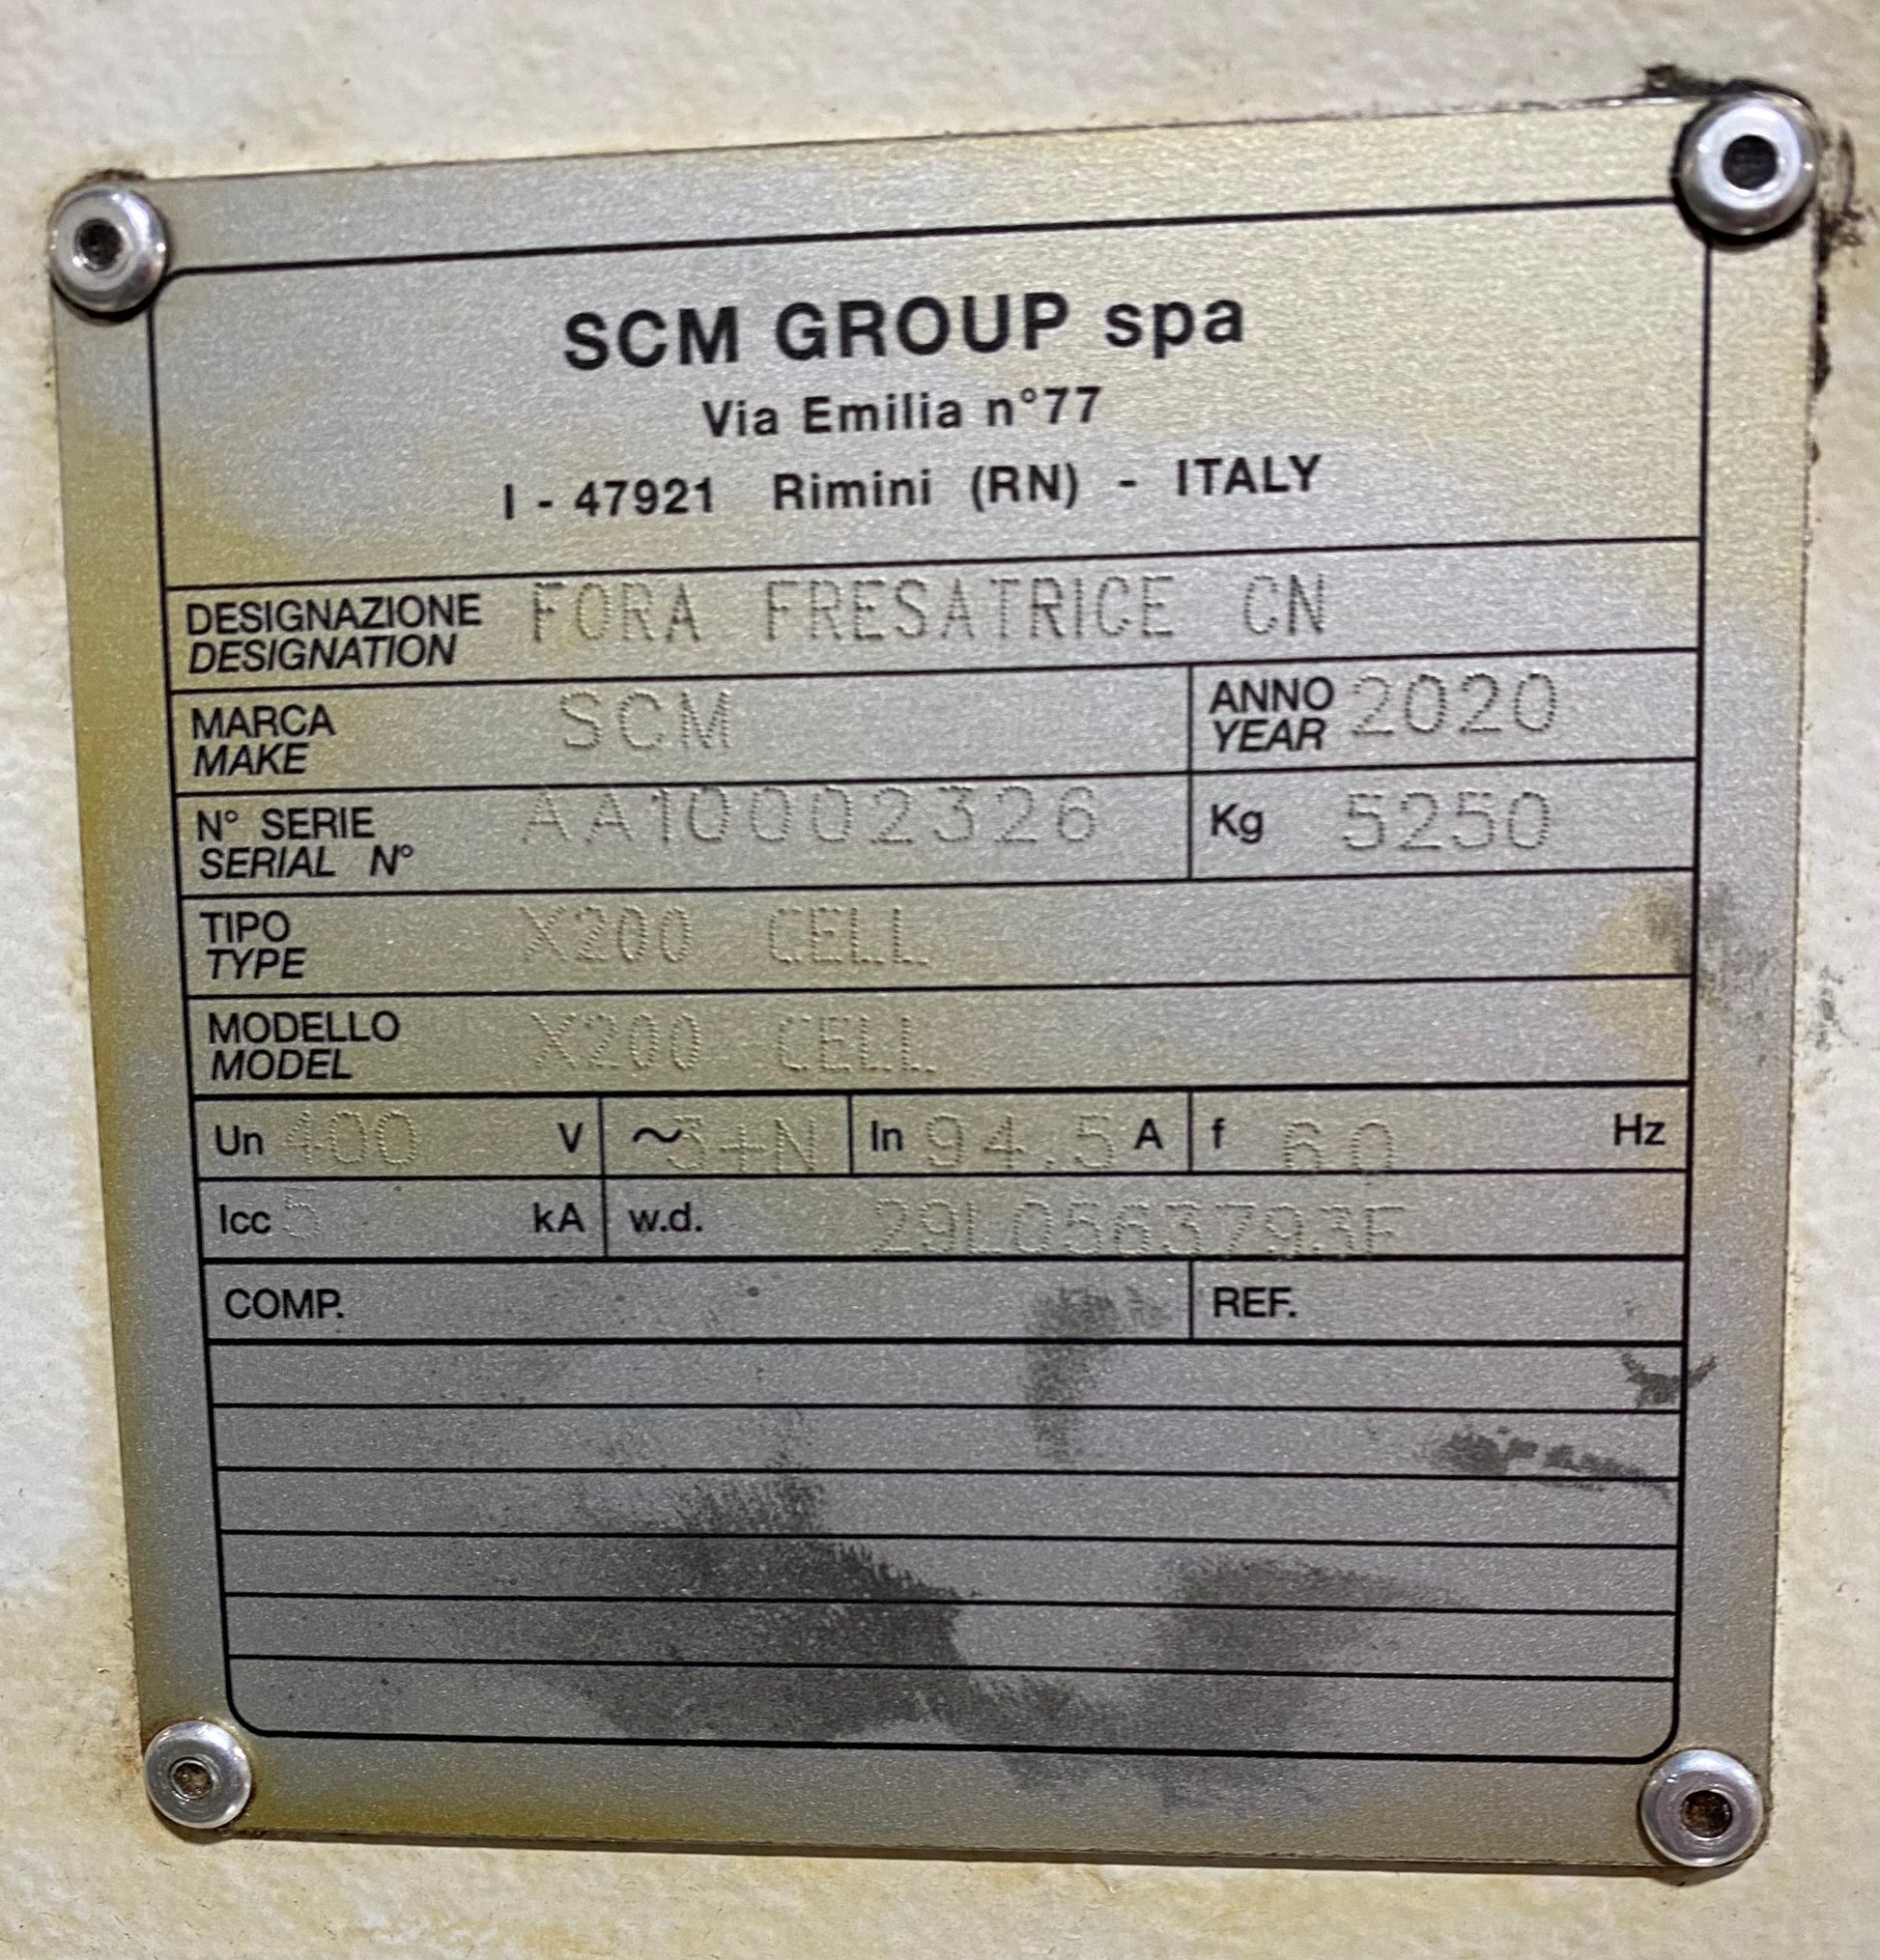 SCM GROUP spa
Via Emilia n°77
I - 47921 Rimini (RN) - ITALY
DESIGNAZIONE FORA FRESATRICE CN
DESIGNATION
MARCA SCM ANNO 2020
MAKE YEAR
N° SERIE AA10002326 Kg 5250
SERIAL N°
TIPO X200 CELL
TYPE
MODELLO X200 CELL
MODEL
Un 400 V ~3+N In 94.5 A f 60 Hz
Icc 5 kA w.d. 29L0563793F
COMP. REF.